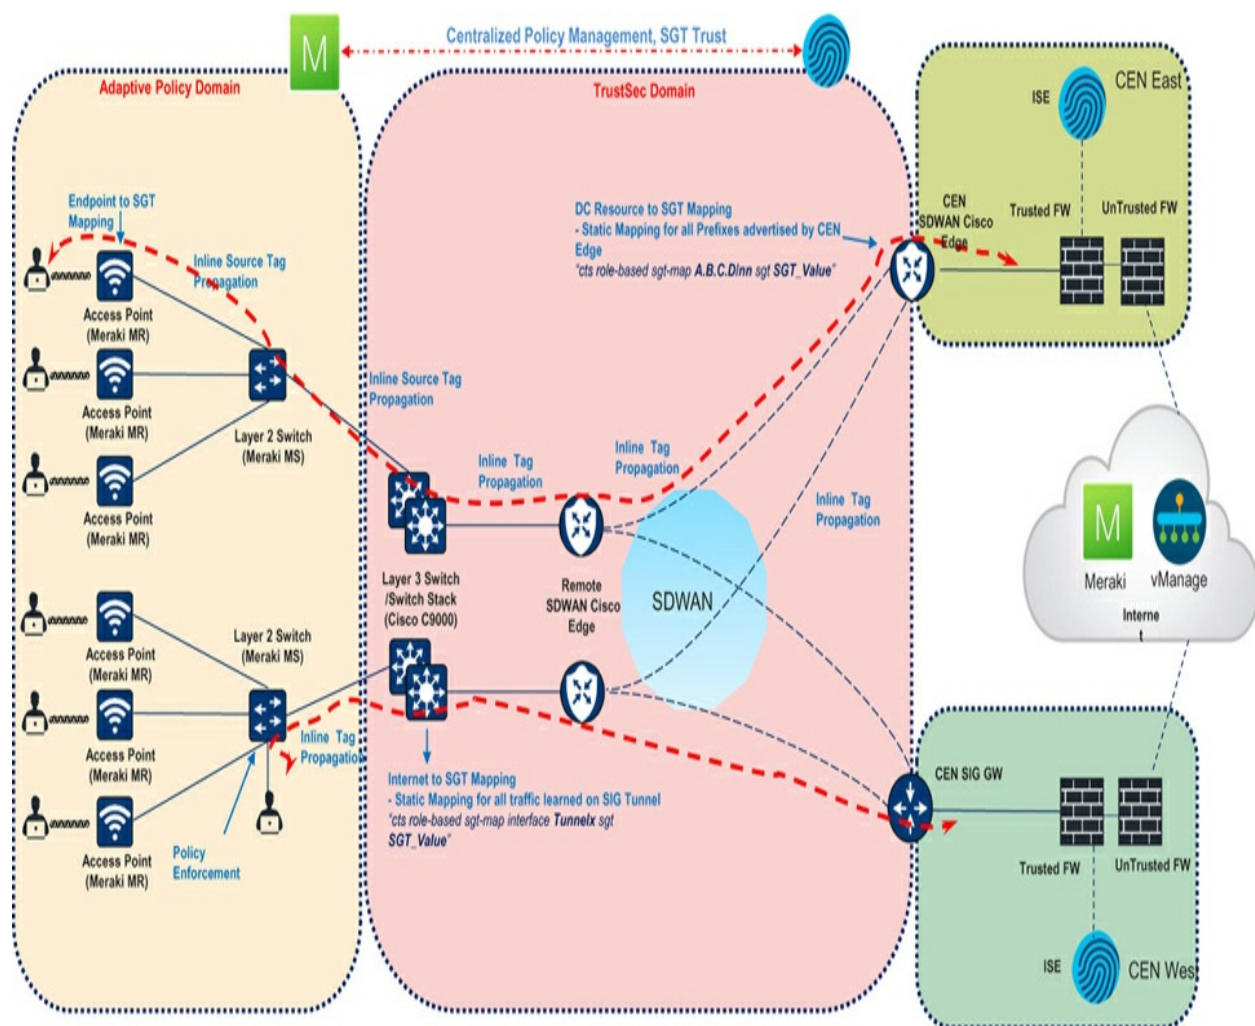 M
Centralized Policy Management, SGT Trust
Adaptive Policy Domain
TrustSec Domain
Endpoint to SGT
Mapping
Inline Source Tag
Propagation
Access Point
(Meraki MR)
Access Point
(Meraki MR)
Access Point
(Meraki MR)
Layer 2 Switch
(Meraki MS)
Access Point
(Meraki MR)
Layer 2 Switch
(Meraki MS)
Access Point
(Meraki MR)
Access Point
(Meraki MR)
Inline Tag
Propagation
Policy
Enforcement
Inline Source Tag
Propagation
Inline Tag
Propagation
Inline Tag
Propagation
Inline Tag
Propagation
DC Resource to SGT Mapping
- Static Mapping for all Prefixes advertised by CEN
Edge
“cts role-based sgt-map A.B.C.D/nn sgt SGT_Value”
Layer 3 Switch
/Switch Stack
(Cisco C9000)
Remote
SDWAN Cisco
Edge
SDWAN
Internet to SGT Mapping
- Static Mapping for all traffic learned on SIG Tunnel
“cts role-based sgt-map interface Tunnelx sgt
SGT_Value”
CEN East
ISE
CEN
SDWAN Cisco
Edge
Trusted FW
UnTrusted FW
M
Meraki
vManage
Interne
t
CEN SIG GW
Trusted FW
UnTrusted FW
ISE
CEN West